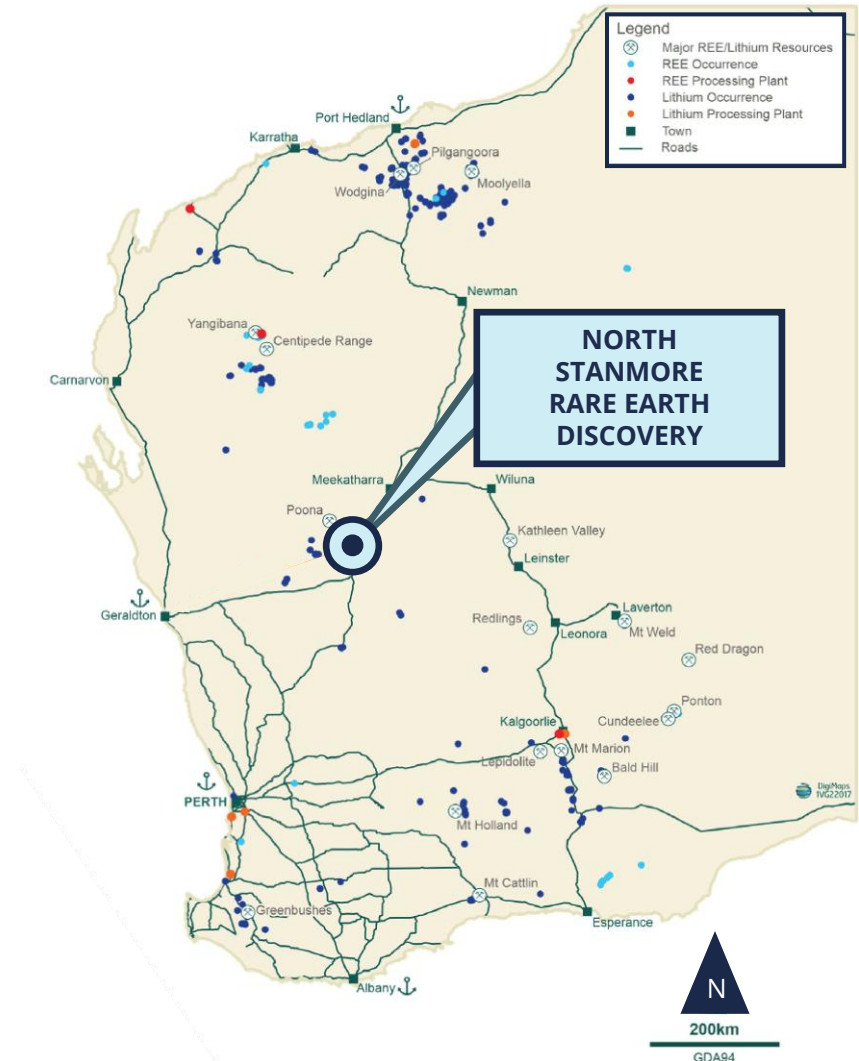 Legend
Major REE/Lithium Resources
REE Occurrence
REE Processing Plant
Lithium Occurrence
Lithium Processing Plant
Town
Roads
Port Hedland
Karratha
Pilgangoora
Wodgina
Moolyella
Newman
Yangibana
Centipede Range
NORTH
STANMORE
RARE EARTH
DISCOVERY
Carnarvon
Meekatharra
Wiluna
Poona
Kathleen Valley
Leinster
Geraldton
Redlings
Laverton
Mt Weld
Leonora
Red Dragon
Ponton
Cundeelee
Kalgoorlie
Mt Marion
Lepidolite
Bald Hill
DigiMaps
1VG22017
PERTH
Mt Holland
Mt Cattlin
Greenbushes
Esperance
Albany
N
200km
GDA94